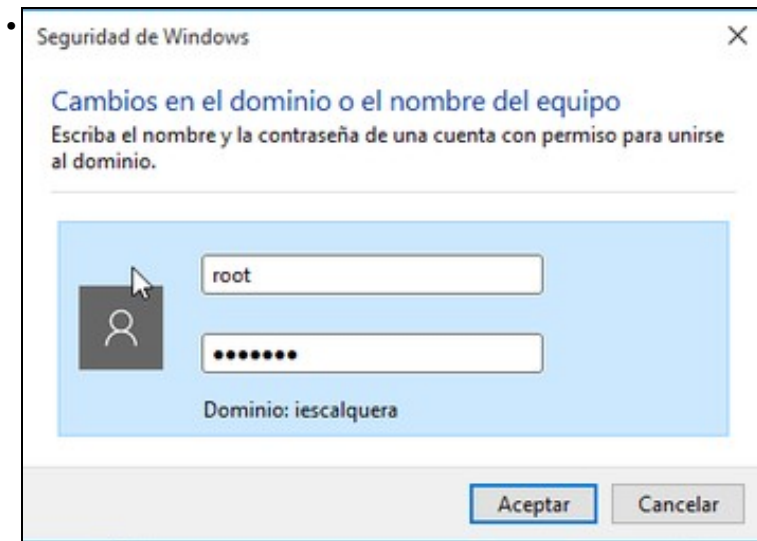 Seguridad de Windows
Cambios en el dominio o el nombre del equipo
Escriba el nombre y la contraseña de una cuenta con permiso para unirse
al dominio.
root
•••••••
Dominio: iescalquera
Aceptar Cancelar